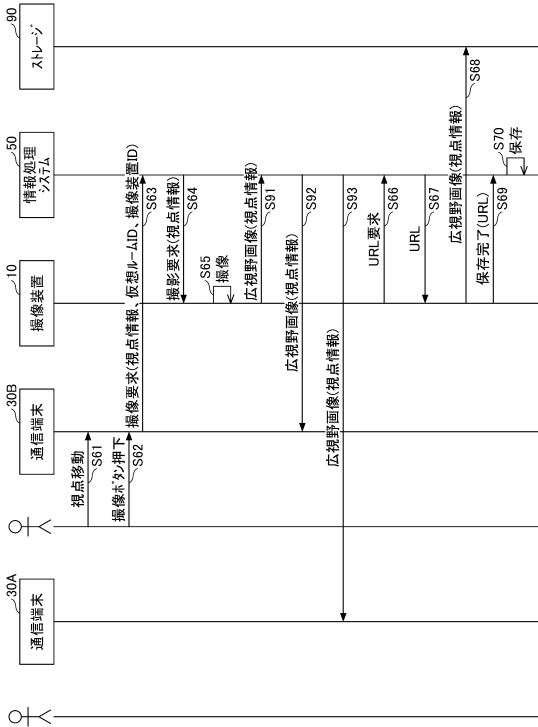 30A
通信端末
30B
通信端末
10
撮像装置
50
情報処理
システム
90
ストレージ
視点移動
S61
撮像ボタン押下
S62
撮像要求(視点情報、仮想ルームID、撮像装置ID)
S63
撮影要求(視点情報)
S64
S65
撮像
広視野画像(視点情報)
S91
広視野画像(視点情報)
S92
広視野画像(視点情報)
S93
URL要求
S66
URL
S67
広視野画像(視点情報)
S68
保存完了(URL)
S69
S70
保存